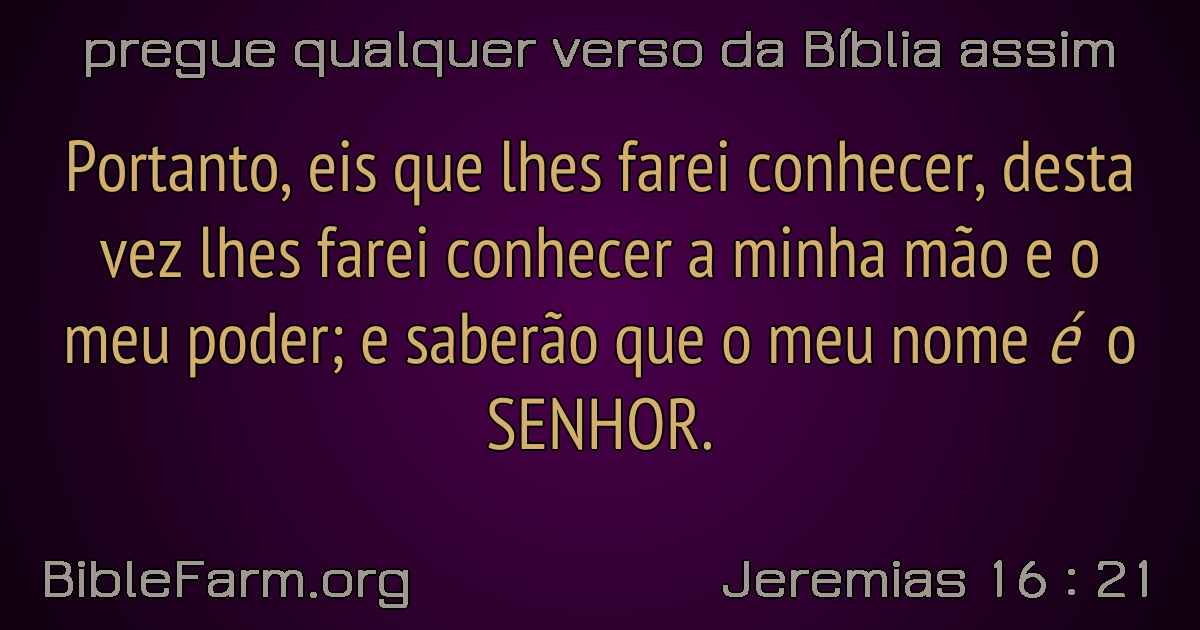 pregue qualquer verso da Bíblia assim
Portanto, eis que lhes farei conhecer, desta
vez lhes farei conhecer a minha mão e o
meu poder; e saberão que o meu nome é o
SENHOR.
BibleFarm.org
Jeremias 16 : 21